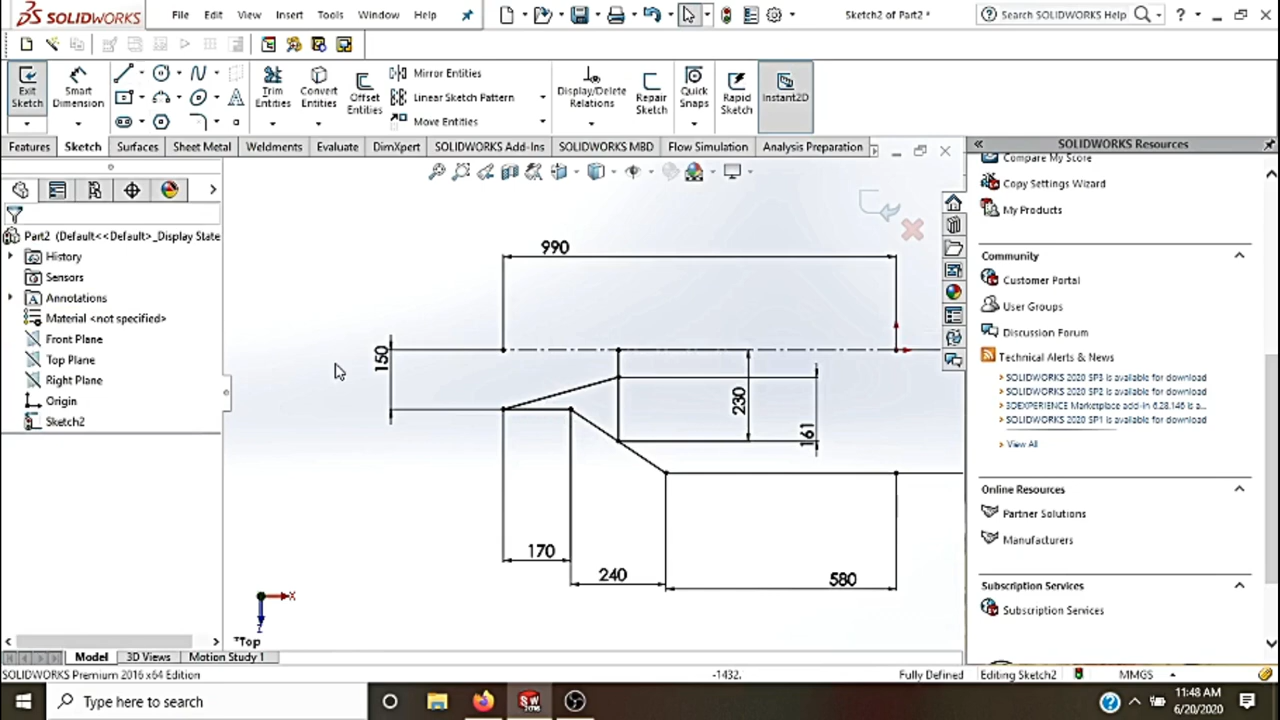 SOLIDWORKS File Edit View Insert Tools Window Help Sketch2 of Part2 * Search SOLIDWORKS Help
Exit Sketch
Smart Dimension
Trim Entities
Convert Entities
Offset Entities
Mirror Entities
Linear Sketch Pattern
Move Entities
Display/Delete Relations
Repair Sketch
Quick Snaps
Rapid Sketch
Instant2D
Features Sketch Surfaces Sheet Metal Weldments Evaluate DimXpert SOLIDWORKS Add-Ins SOLIDWORKS MBD Flow Simulation Analysis Preparation
Part2 (Default<<Default>_Display State
History
Sensors
Annotations
Material <not specified>
Front Plane
Top Plane
Right Plane
Origin
Sketch2
990
150
230
161
170
240
580
X
Z
*Top
SOLIDWORKS Resources
Compare My Score
Copy Settings Wizard
My Products
Community
Customer Portal
User Groups
Discussion Forum
Technical Alerts & News
SOLIDWORKS 2020 SP3 is available for download
SOLIDWORKS 2020 SP2 is available for download
3DEXPERIENCE Marketplace add-in 6.28.146 is a...
SOLIDWORKS 2020 SP1 is available for download
View All
Online Resources
Partner Solutions
Manufacturers
Subscription Services
Subscription Services
Model 3D Views Motion Study 1
SOLIDWORKS Premium 2016 x64 Edition -1432. Fully Defined Editing Sketch2 MMGS
Type here to search
11:48 AM
6/20/2020